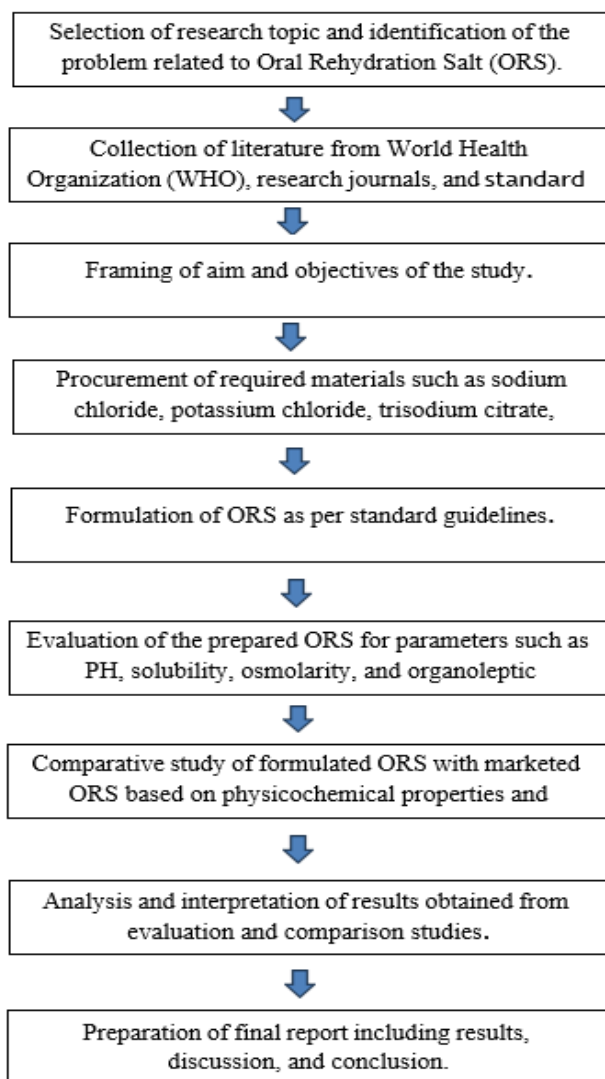 Selection of research topic and identification of the
problem related to Oral Rehydration Salt (ORS).
Collection of literature from World Health
Organization (WHO), research journals, and standard
Framing of aim and objectives of the study.
Procurement of required materials such as sodium
chloride, potassium chloride, trisodium citrate,
Formulation of ORS as per standard guidelines.
Evaluation of the prepared ORS for parameters such as
PH, solubility, osmolarity, and organoleptic
Comparative study of formulated ORS with marketed
ORS based on physicochemical properties and
Analysis and interpretation of results obtained from
evaluation and comparison studies.
Preparation of final report including results,
discussion, and conclusion.